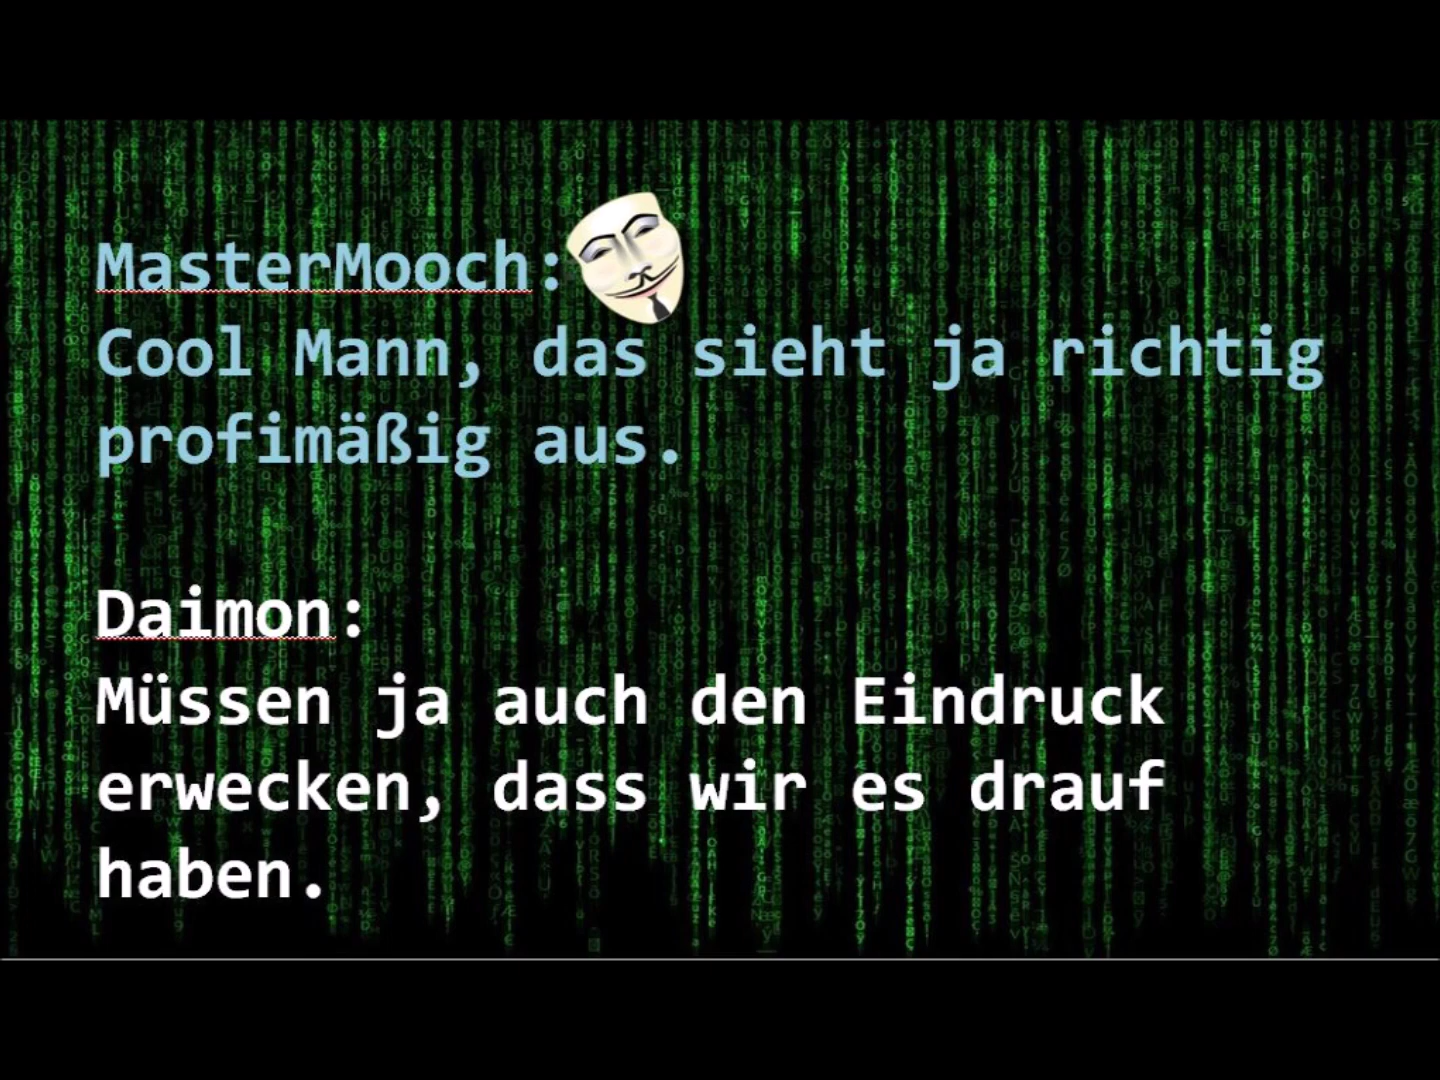 MasterMooch:
Cool Mann, das sieht ja richtig
profimäßig aus.
Daimon:
Müssen ja auch den Eindruck
erwecken, dass wir es drauf
haben.